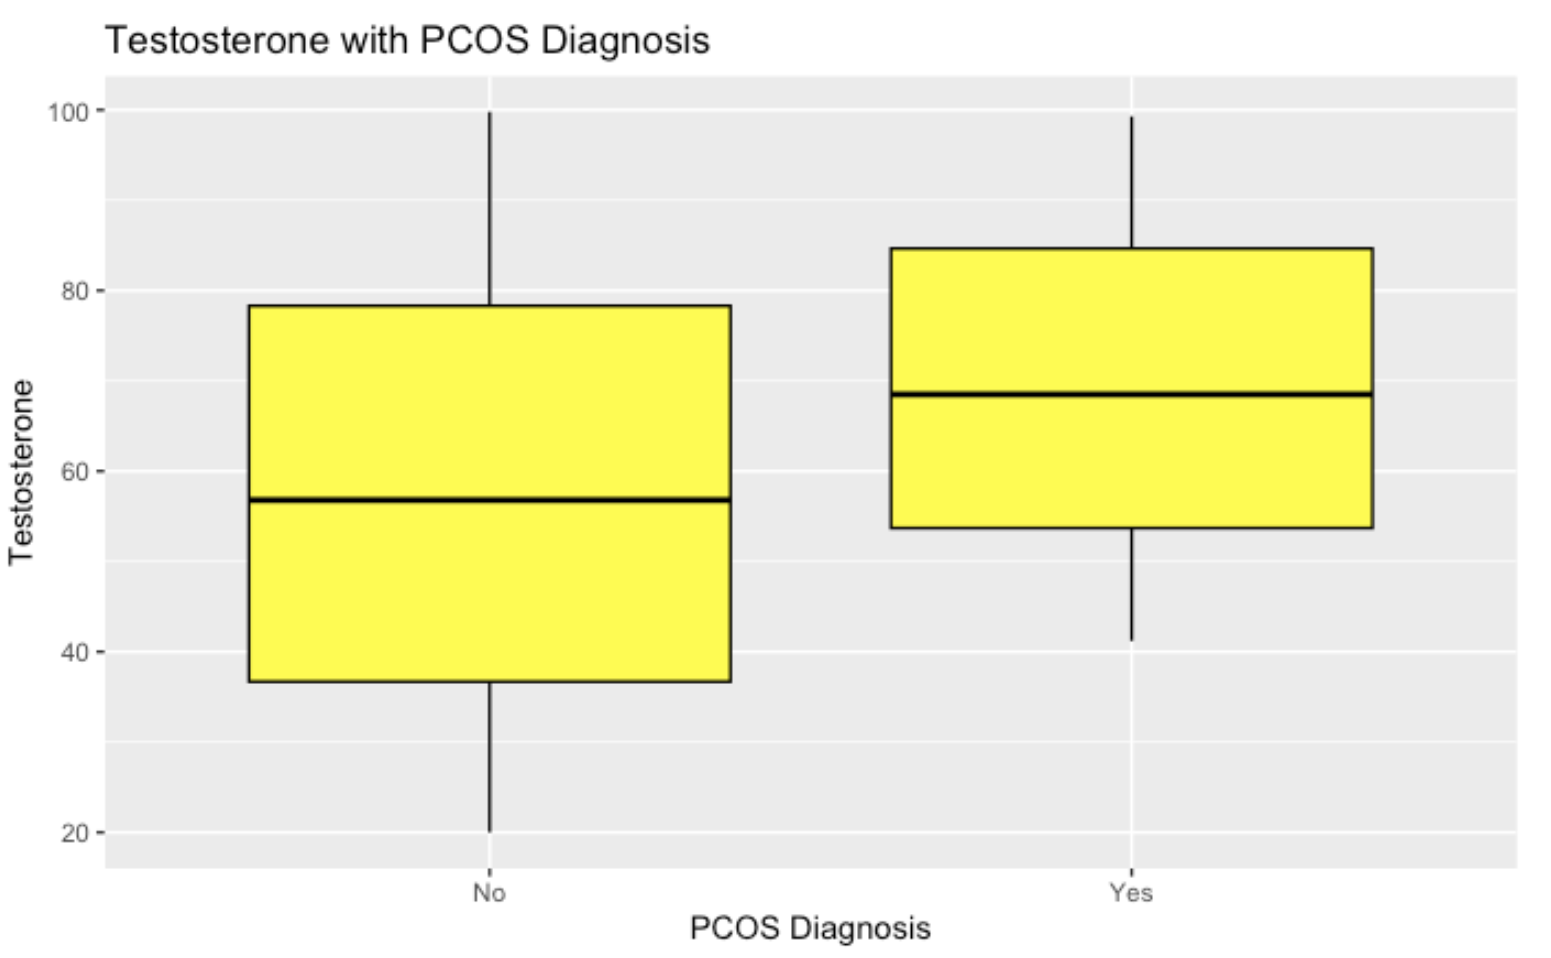 Testosterone with PCOS Diagnosis
100
80
60
40
20
Testosterone
No
Yes
PCOS Diagnosis